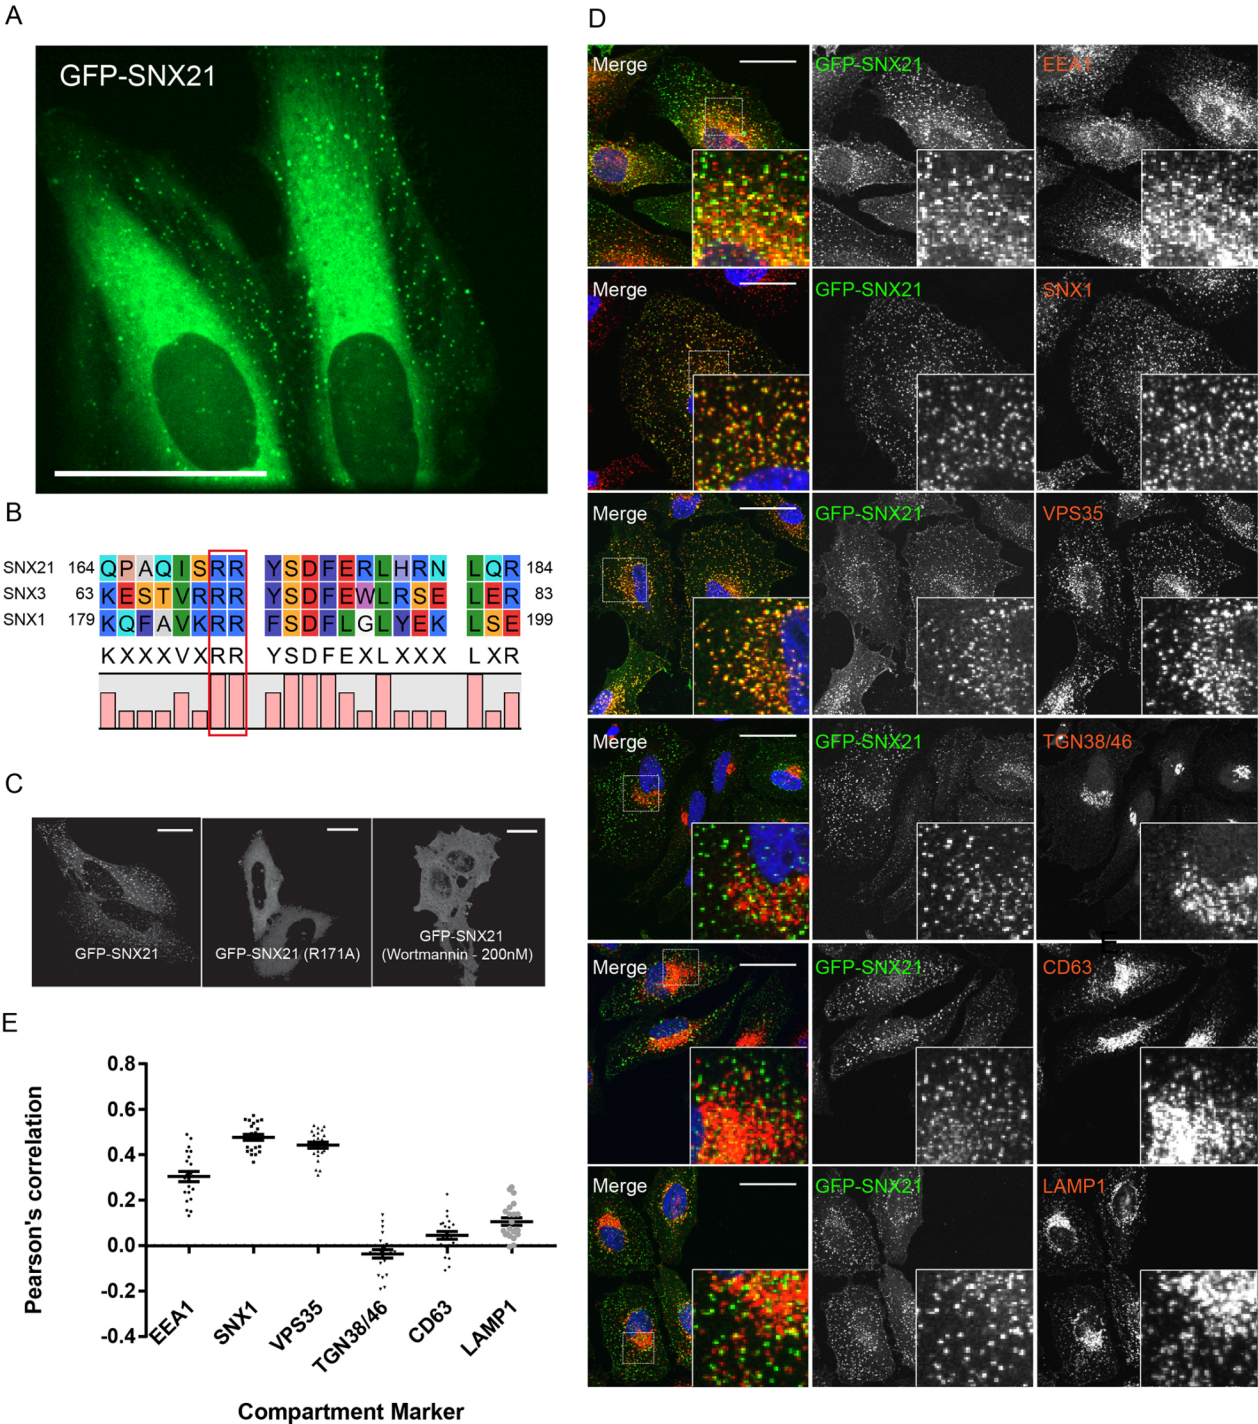 A
GFP-SNX21
B
SNX21 164 QPAQISRR YSDFERLHRN LQR 184
SNX3 63 KESTVRRR YSDFEWLRSE LER 83
SNX1 179 KQFAVKRR FSDFLGLYEK LSE 199
KXXXVXRR YSDFEXLXXX LXR
C
GFP-SNX21
GFP-SNX21 (R171A)
GFP-SNX21
(Wortmannin - 200nM)
E
0.8
0.6
0.4
0.2
0.0
-0.2
-0.4
Pearson's correlation
EEA1
SNX1
VPS35
TGN38/46
CD63
LAMP1
Compartment Marker
D
Merge GFP-SNX21 EEA1
Merge GFP-SNX21 SNX1
Merge GFP-SNX21 VPS35
Merge GFP-SNX21 TGN38/46
E
Merge GFP-SNX21 CD63
Merge GFP-SNX21 LAMP1